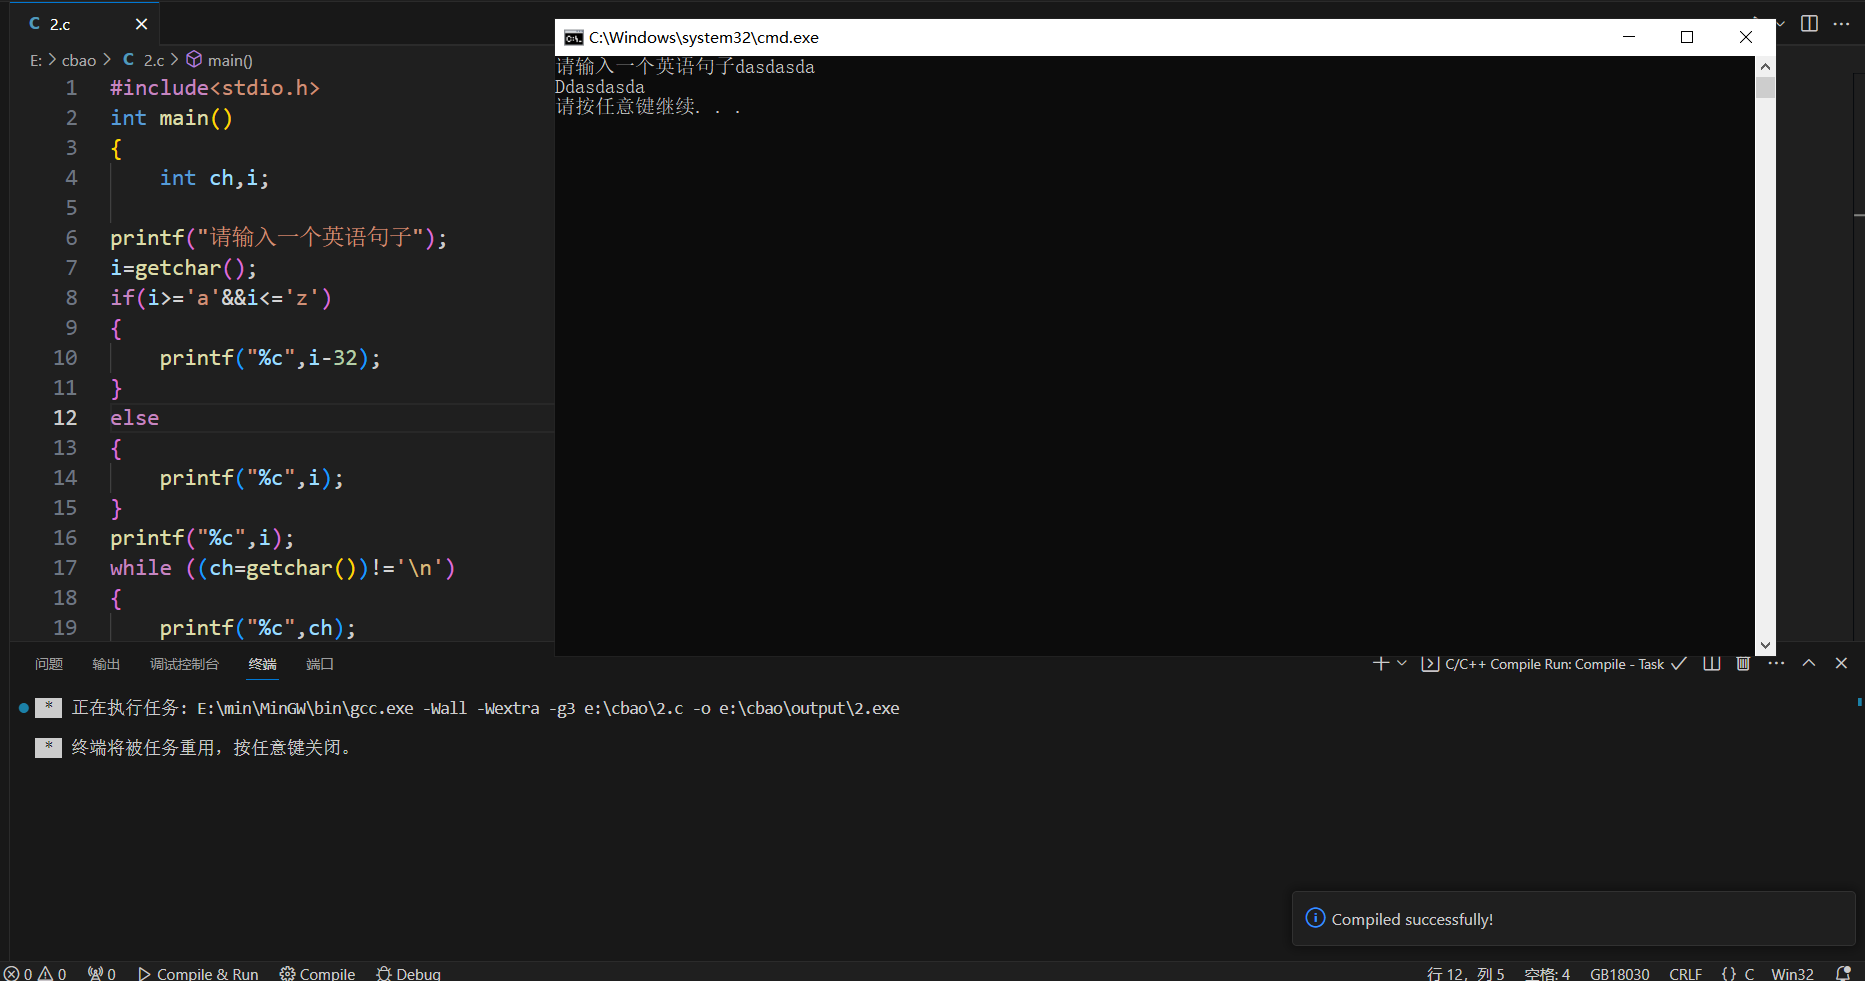 2.c
E: > cbao > C 2.c > main()
1 #include<stdio.h>
2 int main()
3 {
4     int ch,i;
5
6 printf("请输入一个英语句子");
7 i=getchar();
8 if(i>='a'&&i<='z')
9 {
10     printf("%c",i-32);
11 }
12 else
13 {
14     printf("%c",i);
15 }
16 printf("%c",i);
17 while ((ch=getchar())!='\n')
18 {
19     printf("%c",ch);
C:\Windows\system32\cmd.exe
请输入一个英语句子dasdasda
Ddasdasda
请按任意键继续. . .
问题 输出 调试控制台 终端 端口
C/C++ Compile Run: Compile - Task
* 正在执行任务: E:\min\MinGW\bin\gcc.exe -Wall -Wextra -g3 e:\cbao\2.c -o e:\cbao\output\2.exe
* 终端将被任务重用，按任意键关闭。
Compiled successfully!
0 0 0 Compile & Run Compile Debug
行 12，列 5 空格: 4 GB18030 CRLF {} C Win32